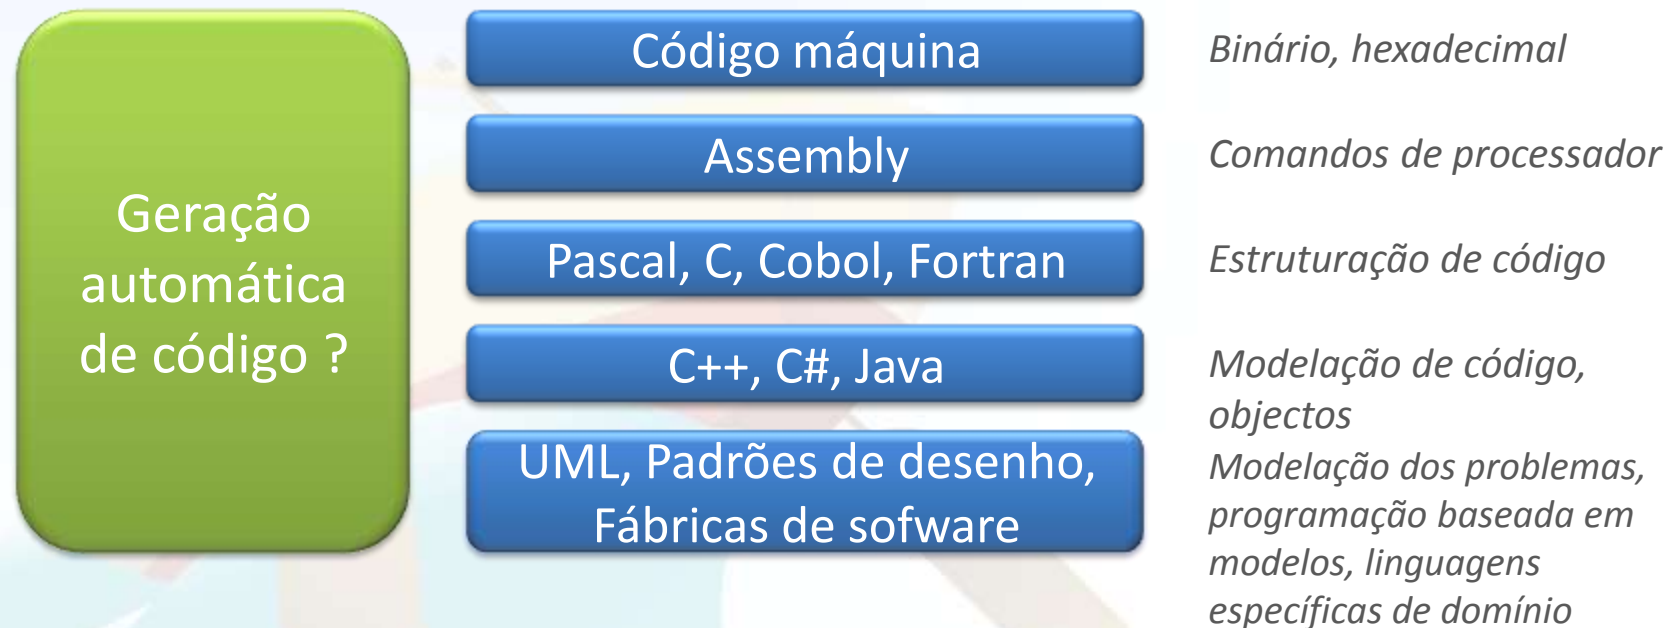 Geração
automática
de código ?
Código máquina
Binário, hexadecimal
Assembly
Comandos de processador
Pascal, C, Cobol, Fortran
Estruturação de código
C++, C#, Java
Modelação de código,
objectos
UML, Padrões de desenho,
Fábricas de sofware
Modelação dos problemas,
programação baseada em
modelos, linguagens
específicas de domínio